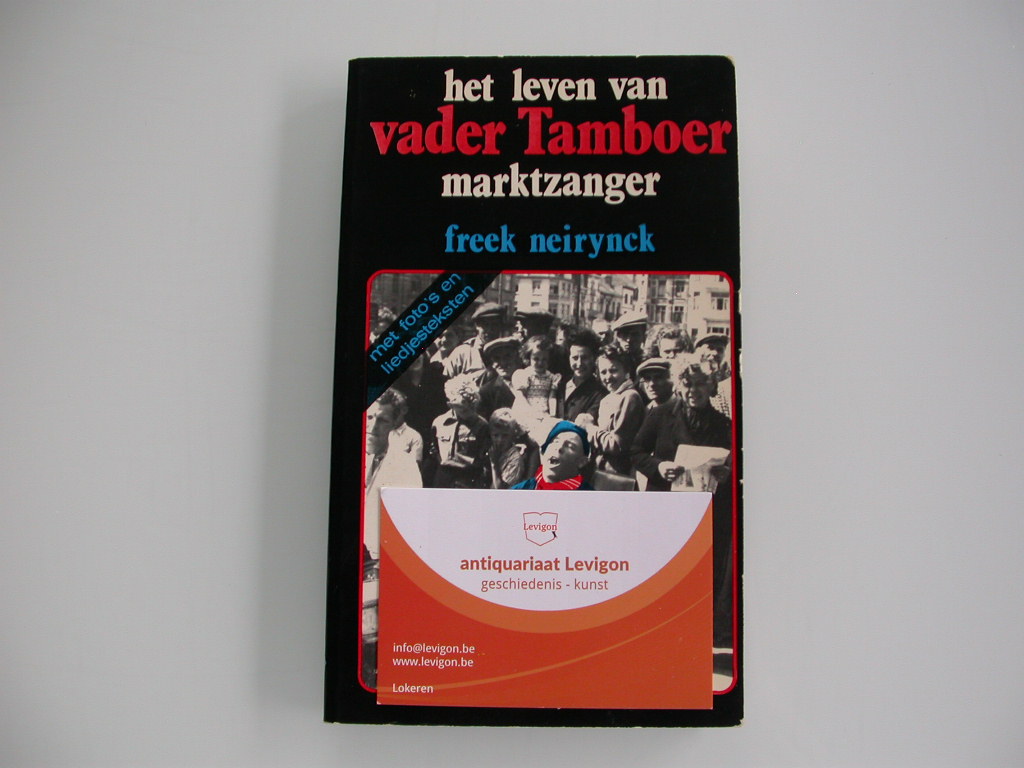 het leven van
vader Tamboer
marktzanger
freek neirynck
met foto's en
liedjesteksten
Levigon
antiquariaat Levigon
geschiedenis - kunst
info@levigon.be
www.levigon.be
Lokeren